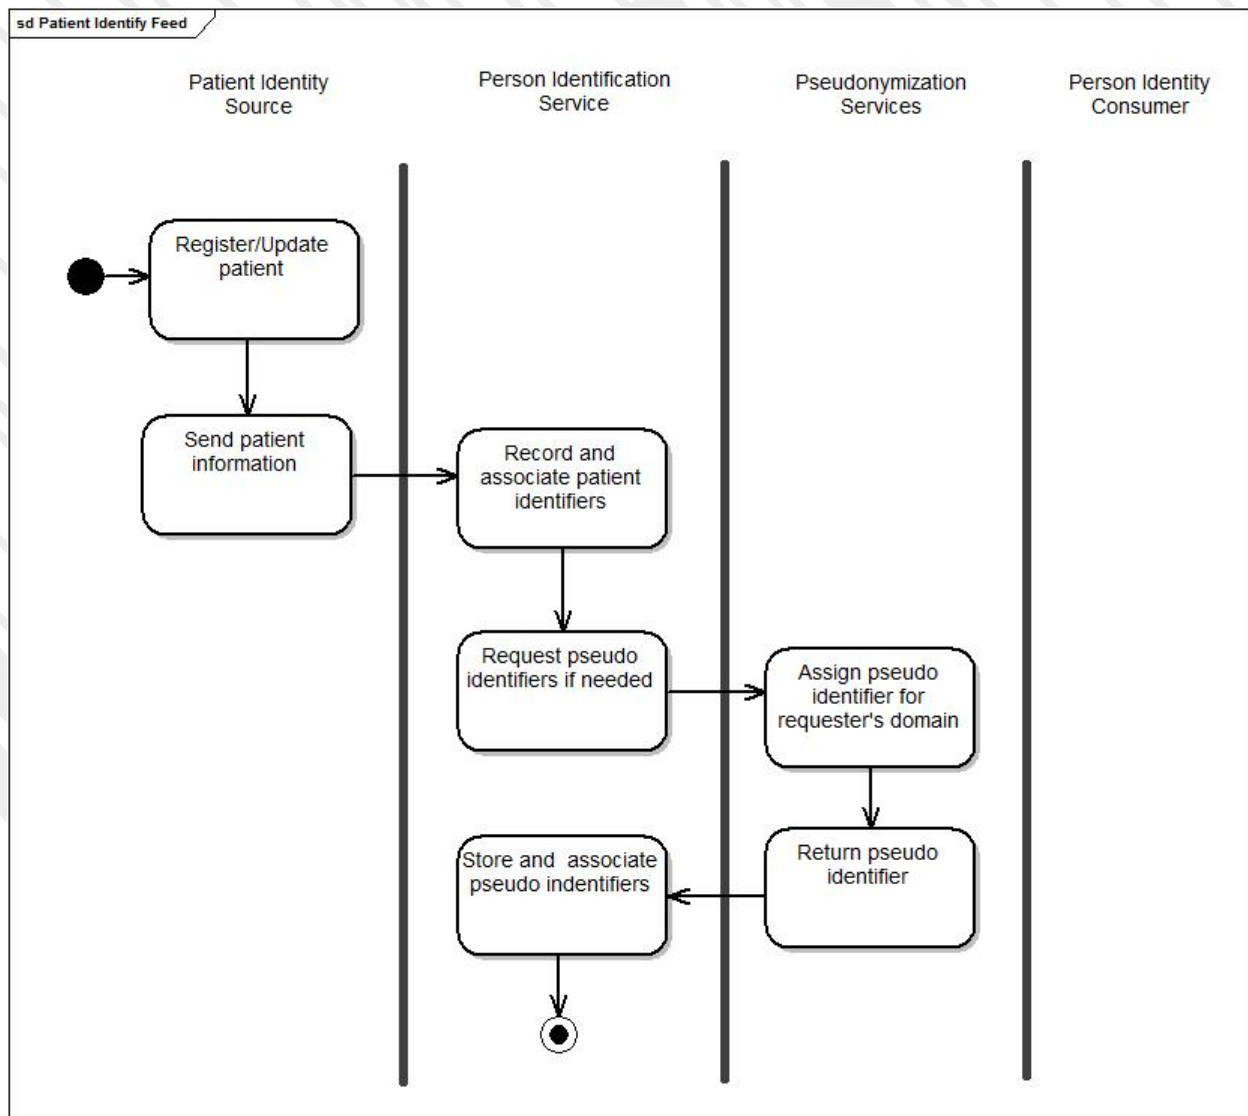 sd Patient Identify Feed
Patient Identity
Source
Person Identification
Service
Pseudonymization
Services
Person Identity
Consumer
Register/Update
patient
Send patient
information
Record and
associate patient
identifiers
Request pseudo
identifiers if needed
Assign pseudo
identifier for
requester's domain
Store and  associate
pseudo indentifiers
Return pseudo
identifier